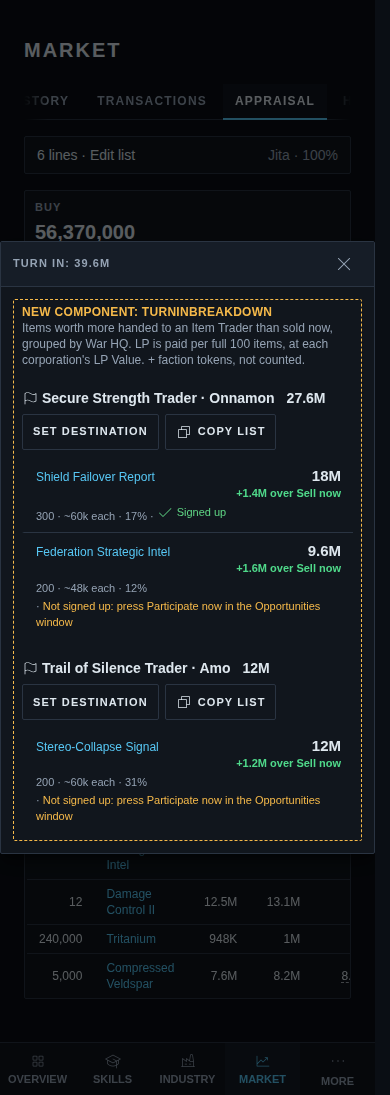 MARKET
STORY TRANSACTIONS APPRAISAL
6 lines · Edit list Jita · 100%
BUY
56,370,000
TURN IN: 39.6M
NEW COMPONENT: TURNINBREAKDOWN
Items worth more handed to an Item Trader than sold now,
grouped by War HQ. LP is paid per full 100 items, at each
corporation's LP Value. + faction tokens, not counted.
Secure Strength Trader · Onnamon 27.6M
SET DESTINATION COPY LIST
Shield Failover Report 18M
+1.4M over Sell now
300 · ~60k each · 17% · Signed up
Federation Strategic Intel 9.6M
+1.6M over Sell now
200 · ~48k each · 12%
· Not signed up: press Participate now in the Opportunities
window
Trail of Silence Trader · Amo 12M
SET DESTINATION COPY LIST
Stereo-Collapse Signal 12M
+1.2M over Sell now
200 · ~60k each · 31%
· Not signed up: press Participate now in the Opportunities
window
Intel
12 Damage 12.5M 13.1M
Control II
240,000 Tritanium 948K 1M
5,000 Compressed 7.6M 8.2M 8.
Veldspar
OVERVIEW SKILLS INDUSTRY MARKET MORE